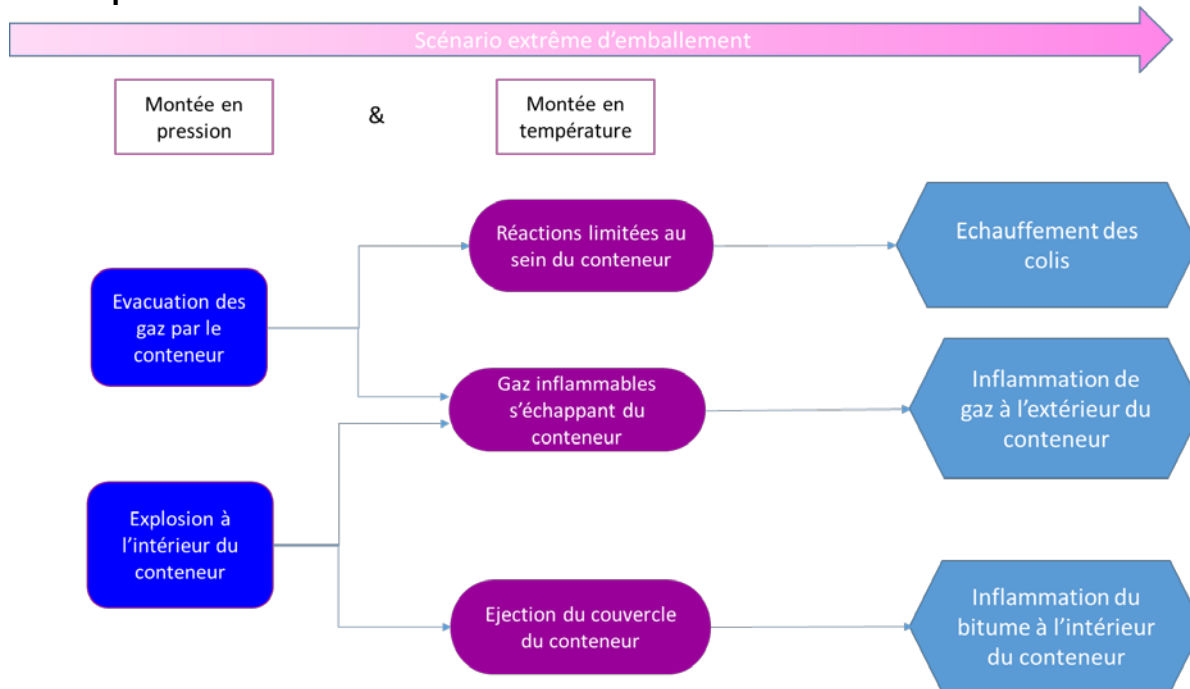 Scénario extrême d'emballement
Montée en
pression
&
Montée en
température
Réactions limitées au
sein du conteneur
Echauffement des
colis
Evacuation des
gaz par le
conteneur
Gaz inflammables
s'échappant du
conteneur
Inflammation de
gaz à l'extérieur du
conteneur
Explosion à
l'intérieur du
conteneur
Ejection du couvercle
du conteneur
Inflammation du
bitume à l'intérieur
du conteneur